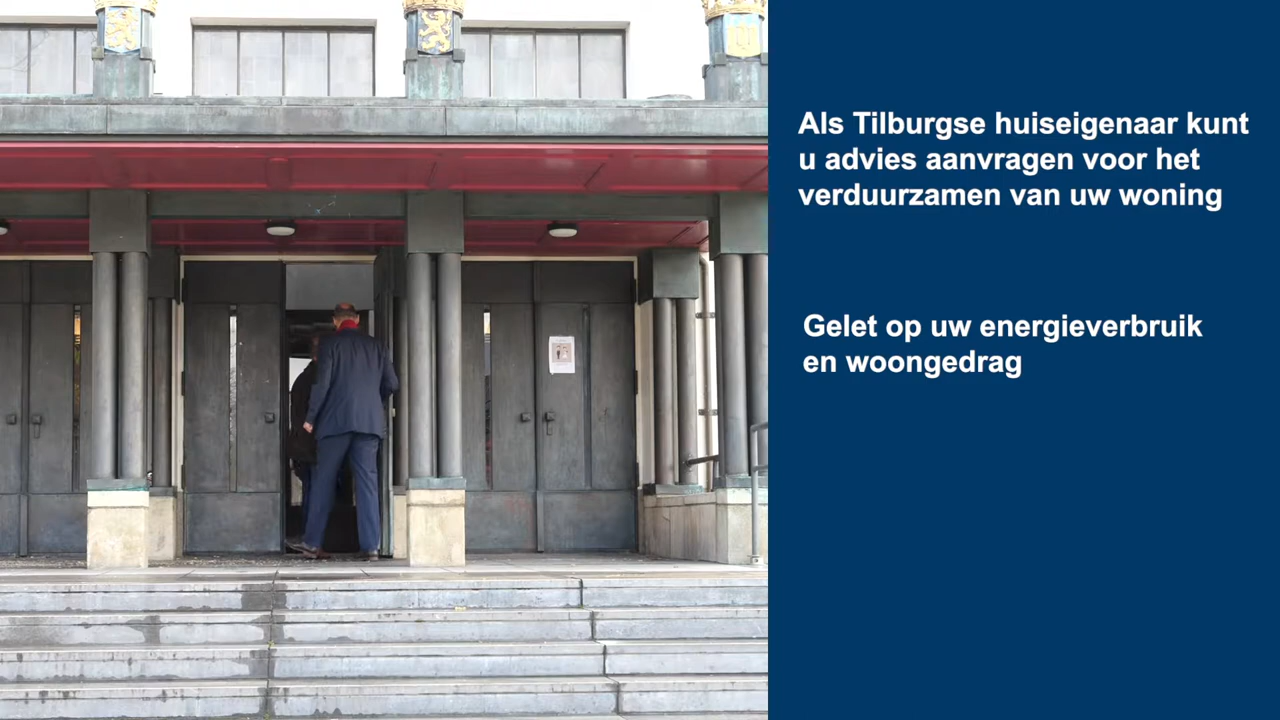 Als Tilburgse huiseigenaar kunt
u advies aanvragen voor het
verduurzamen van uw woning
Gelet op uw energieverbruik
en woongedrag